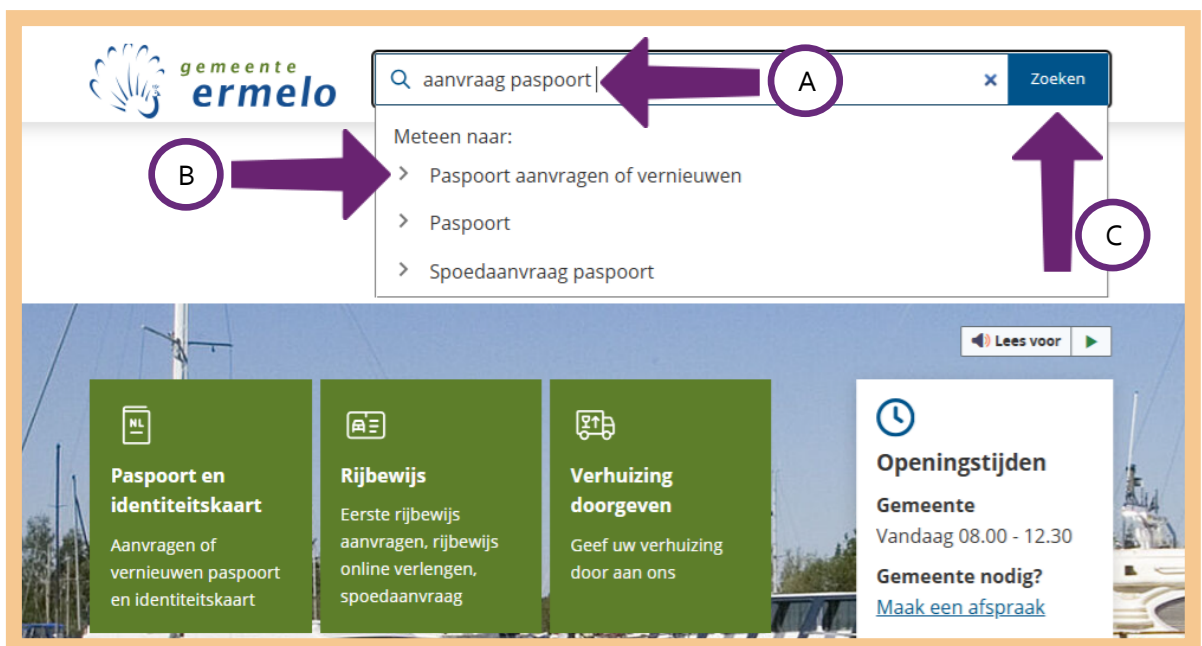 gemeente
ermelo
aanvraag paspoort
A
x
Zoeken
Meteen naar:
B
Paspoort aanvragen of vernieuwen
Paspoort
C
Spoedaanvraag paspoort
Lees voor
NL
Paspoort en
identiteitskaart
Aanvragen of
vernieuwen paspoort
en identiteitskaart
Rijbewijs
Eerste rijbewijs
aanvragen, rijbewijs
online verlengen,
spoedaanvraag
Verhuizing
doorgeven
Geef uw verhuizing
door aan ons
Openingstijden
Gemeente
Vandaag 08.00 - 12.30
Gemeente nodig?
Maak een afspraak